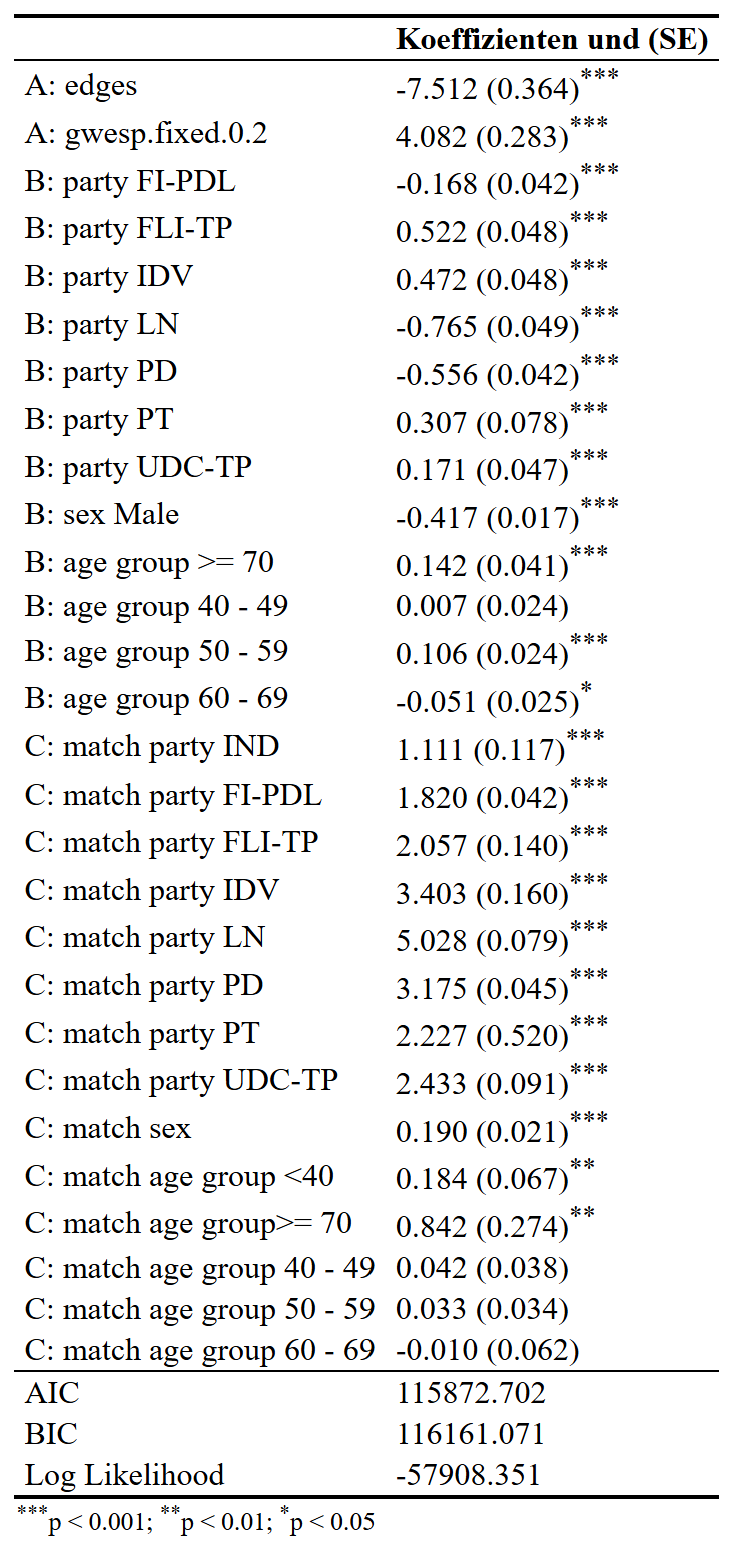 Koeffizienten und (SE)
A: edges -7.512 (0.364)***
A: gwesp.fixed.0.2 4.082 (0.283)***
B: party FI-PDL -0.168 (0.042)***
B: party FLI-TP 0.522 (0.048)***
B: party IDV 0.472 (0.048)***
B: party LN -0.765 (0.049)***
B: party PD -0.556 (0.042)***
B: party PT 0.307 (0.078)***
B: party UDC-TP 0.171 (0.047)***
B: sex Male -0.417 (0.017)***
B: age group >= 70 0.142 (0.041)***
B: age group 40 - 49 0.007 (0.024)
B: age group 50 - 59 0.106 (0.024)***
B: age group 60 - 69 -0.051 (0.025)*
C: match party IND 1.111 (0.117)***
C: match party FI-PDL 1.820 (0.042)***
C: match party FLI-TP 2.057 (0.140)***
C: match party IDV 3.403 (0.160)***
C: match party LN 5.028 (0.079)***
C: match party PD 3.175 (0.045)***
C: match party PT 2.227 (0.520)***
C: match party UDC-TP 2.433 (0.091)***
C: match sex 0.190 (0.021)***
C: match age group <40 0.184 (0.067)**
C: match age group>= 70 0.842 (0.274)**
C: match age group 40 - 49 0.042 (0.038)
C: match age group 50 - 59 0.033 (0.034)
C: match age group 60 - 69 -0.010 (0.062)
AIC 115872.702
BIC 116161.071
Log Likelihood -57908.351
***p < 0.001; **p < 0.01; *p < 0.05